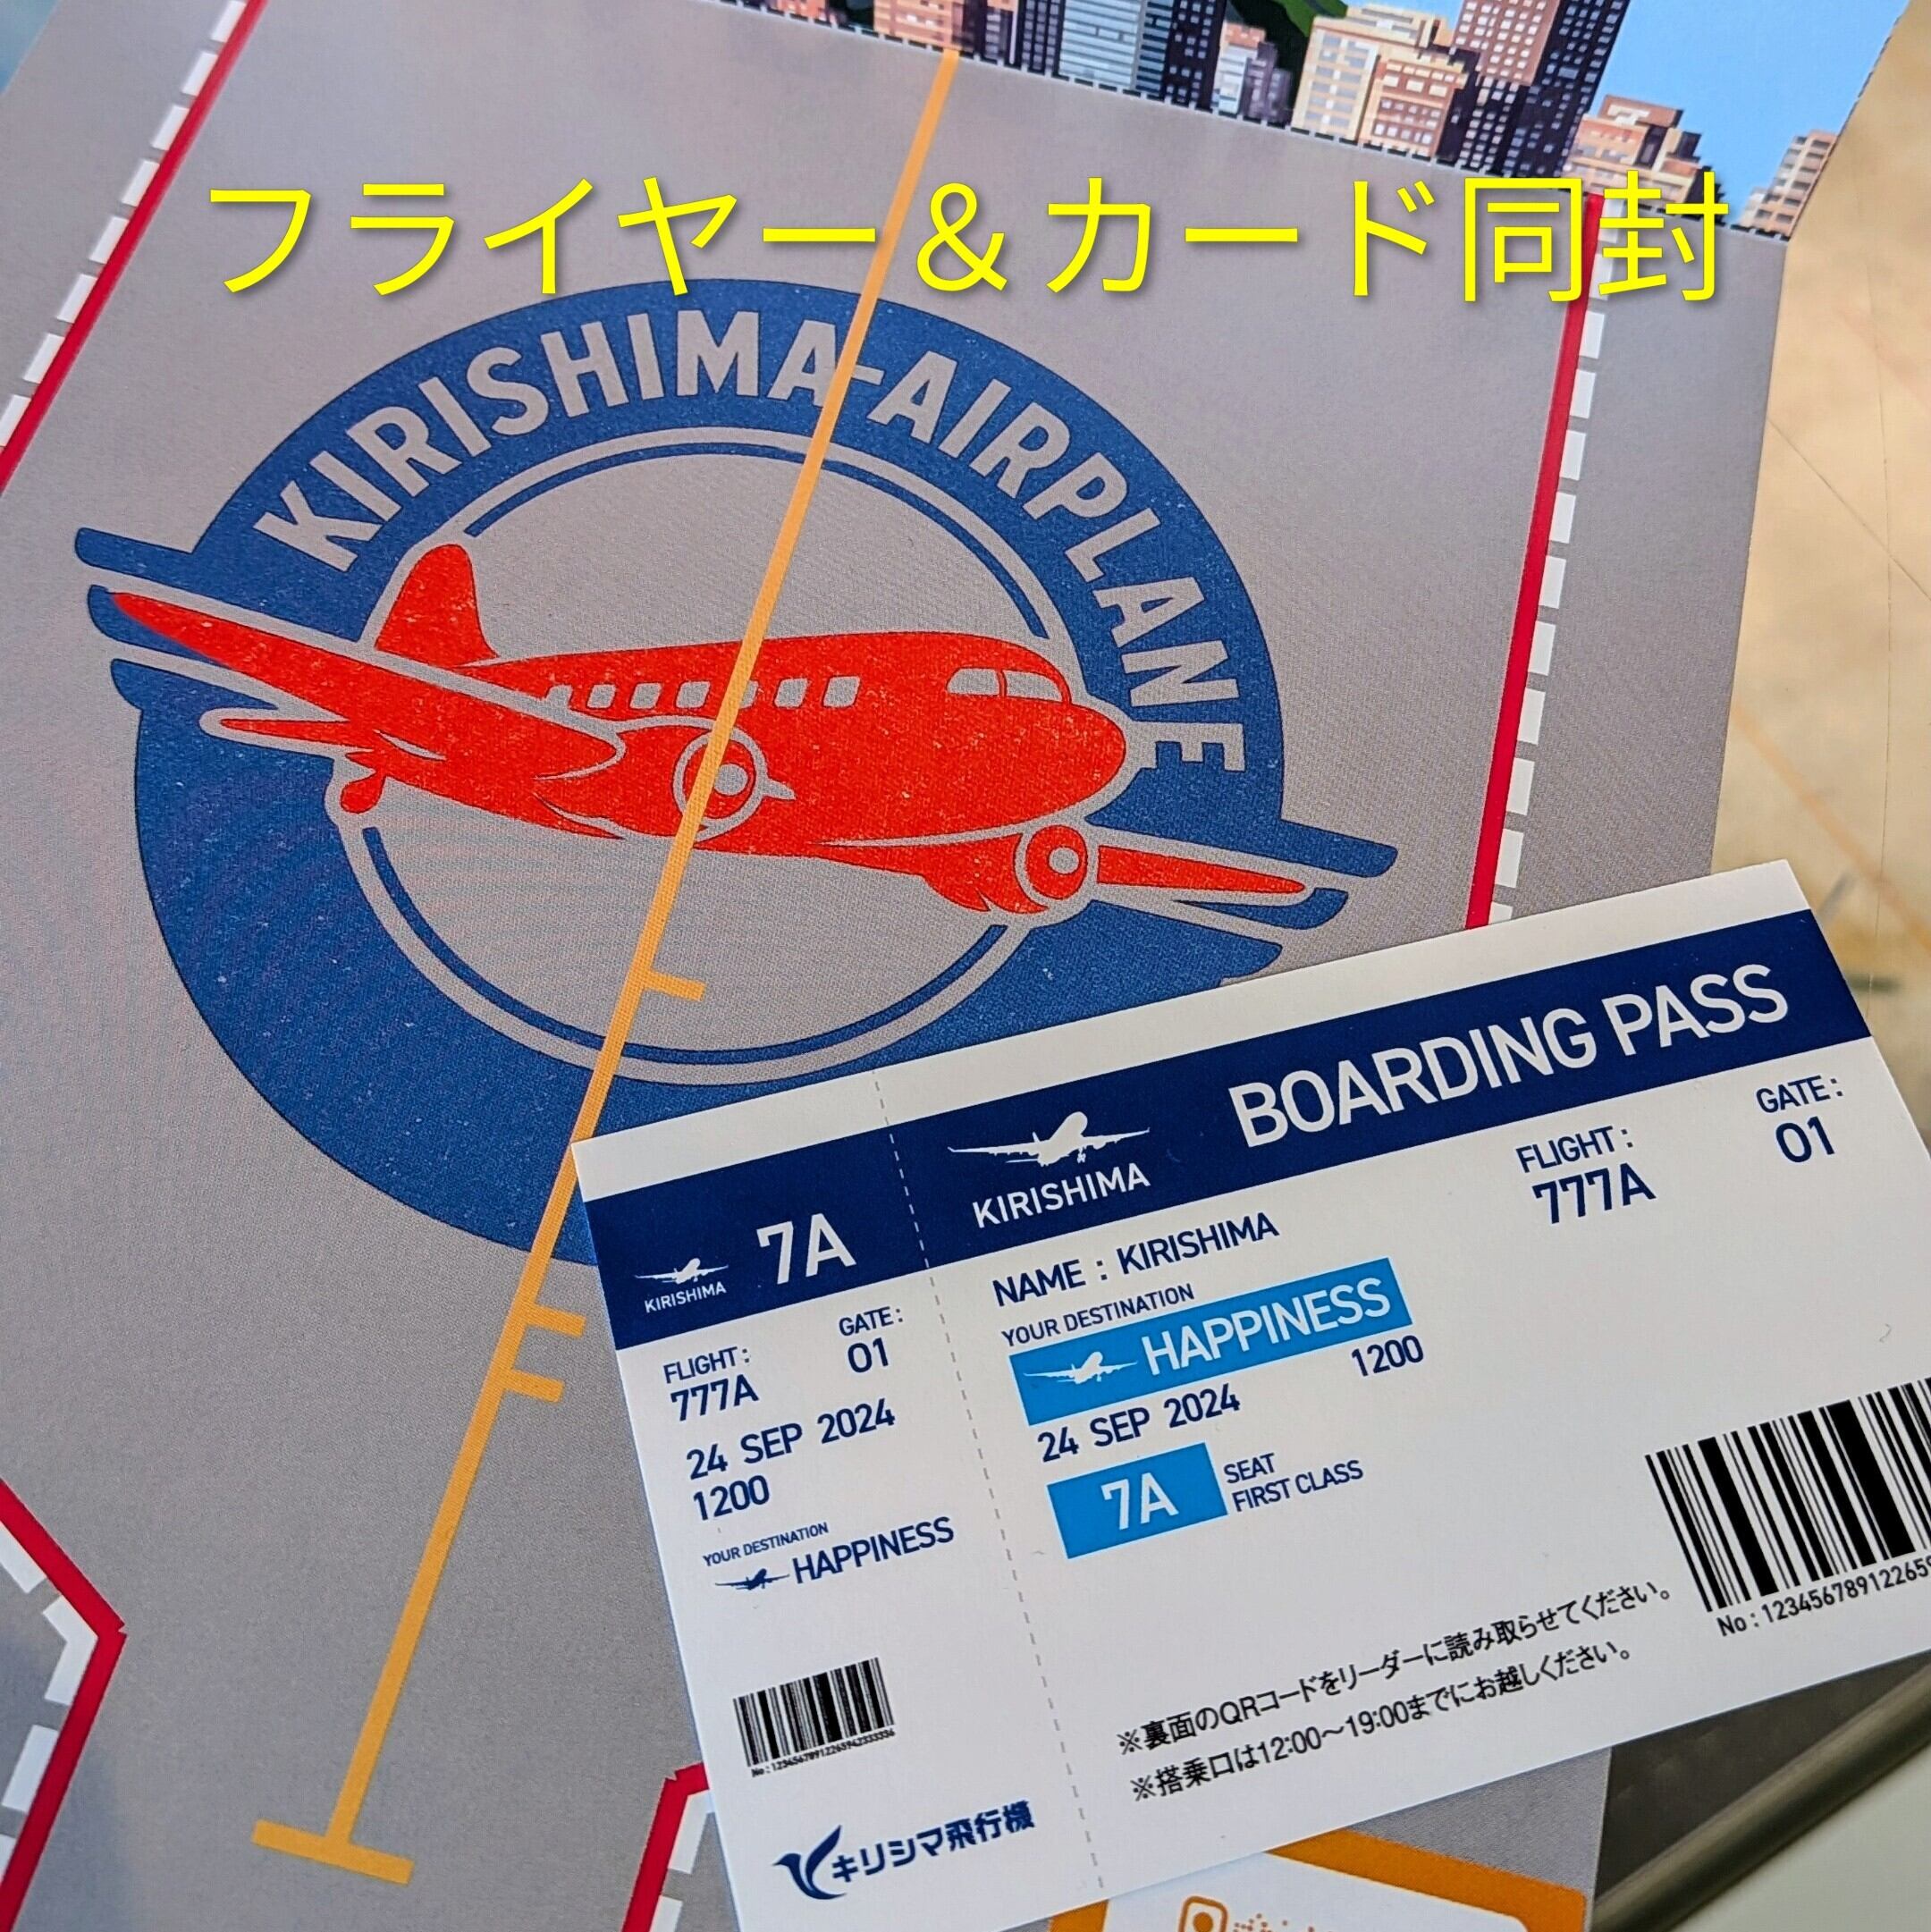 フライヤー&カード同封
KIRISHIMA-AIRPLANE
BOARDING PASS
KIRISHIMA
7A
KIRISHIMA
NAME : KIRISHIMA
FLIGHT :
777A
GATE :
01
YOUR DESTINATION
HAPPINESS
24 SEP 2024
1200
7A
SEAT
FIRST CLASS
FLIGHT :
777A
GATE :
01
24 SEP 2024
1200
YOUR DESTINATION
HAPPINESS
※裏面のQRコードをリーダーに読み取らせてください。
※搭乗口は12:00〜19:00までにお越しください。
キリシマ飛行機